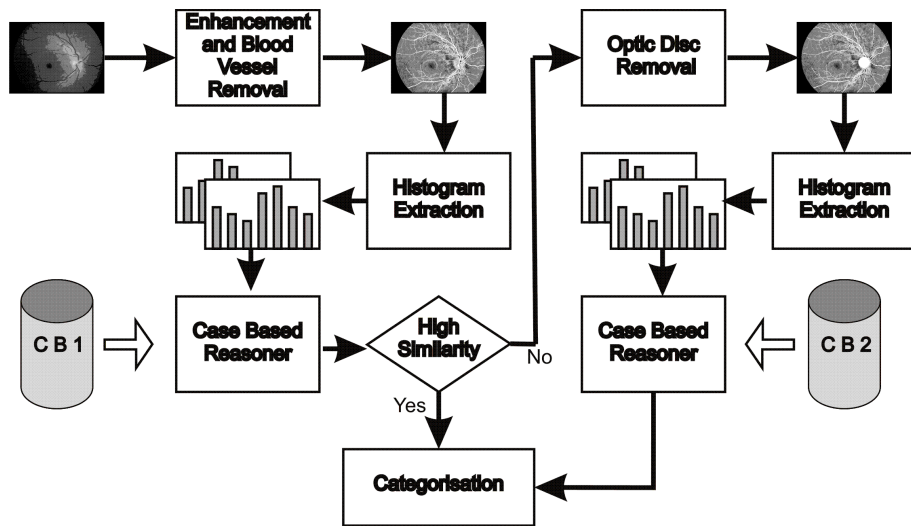 Enhancement
and Blood
Vessel
Removal
Optic Disc
Removal
Histogram
Extraction
Histogram
Extraction
C B 1
Case Based
Reasoner
High
Similarity
No
Yes
Case Based
Reasoner
C B 2
Categorisation